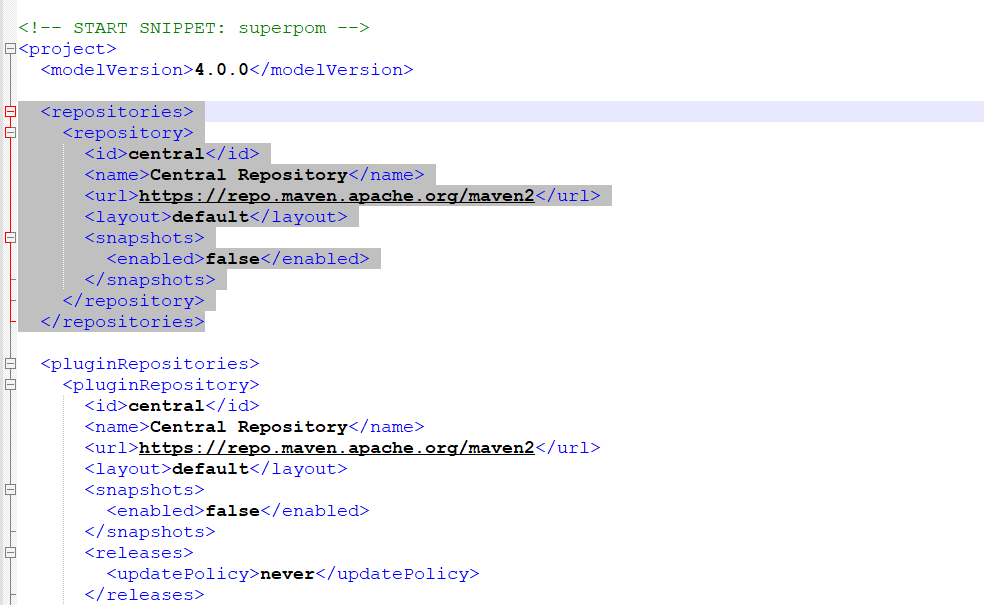 <!-- START SNIPPET: superpom -->
<project>
  <modelVersion>4.0.0</modelVersion>

  <repositories>
    <repository>
      <id>central</id>
      <name>Central Repository</name>
      <url>https://repo.maven.apache.org/maven2</url>
      <layout>default</layout>
      <snapshots>
        <enabled>false</enabled>
      </snapshots>
    </repository>
  </repositories>

  <pluginRepositories>
    <pluginRepository>
      <id>central</id>
      <name>Central Repository</name>
      <url>https://repo.maven.apache.org/maven2</url>
      <layout>default</layout>
      <snapshots>
        <enabled>false</enabled>
      </snapshots>
      <releases>
        <updatePolicy>never</updatePolicy>
      </releases>